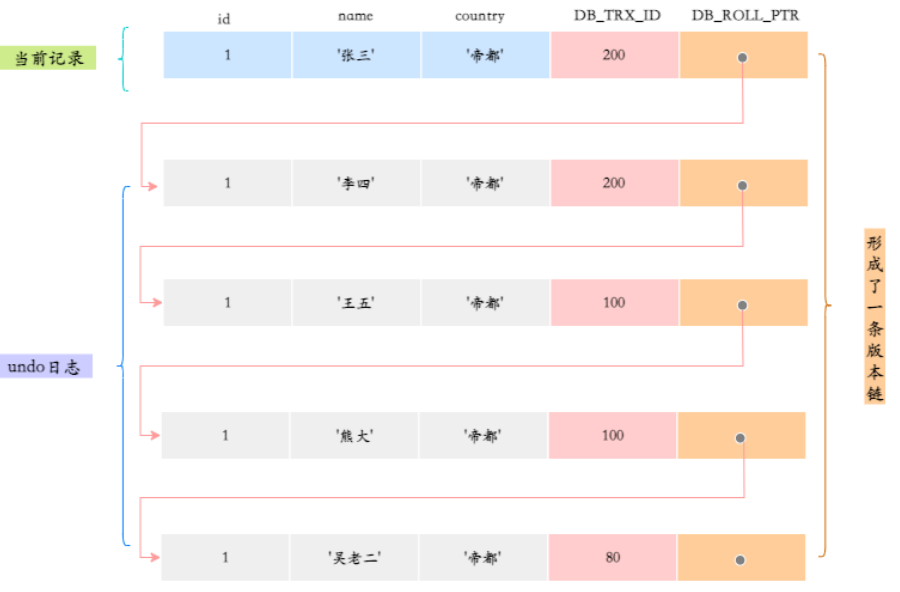 id name country DB_TRX_ID DB_ROLL_PTR
当前记录 1 '张三' '帝都' 200
1 '李四' '帝都' 200
1 '王五' '帝都' 100
undo日志
1 '熊大' '帝都' 100
1 '吴老二' '帝都' 80
形成了一条版本链